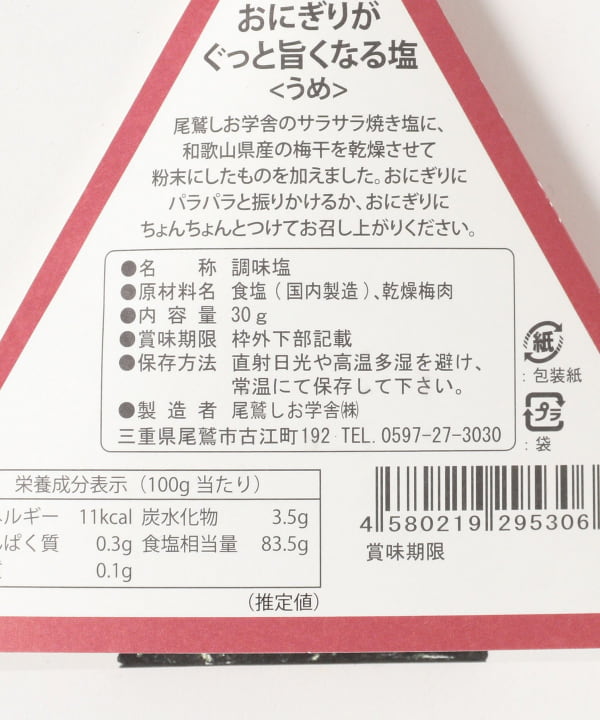 おにぎりが
ぐっと旨くなる塩
<うめ>
尾鷲しお学舎のサラサラ焼き塩に、
和歌山県産の梅干を乾燥させて
粉末にしたものを加えました。おにぎりに
パラパラと振りかけるか、おにぎりに
ちょんちょんとつけてお召し上がりください。
●名 称 調味塩
●原材料名 食塩(国内製造)、乾燥梅肉
●内容量 30g
●賞味期限 枠外下部記載
●保存方法 直射日光や高温多湿を避け、
常温にて保存して下さい。
●製造者 尾鷲しお学舎㈱
三重県尾鷲市古江町192 TEL.0597-27-3030
紙
:包装紙
プラ
:袋
栄養成分表示(100g当たり)
ルギー 11kcal 炭水化物 3.5g
ぱく質 0.3g 食塩相当量 83.5g
0.1g
(推定値)
4 580219 295306
賞味期限